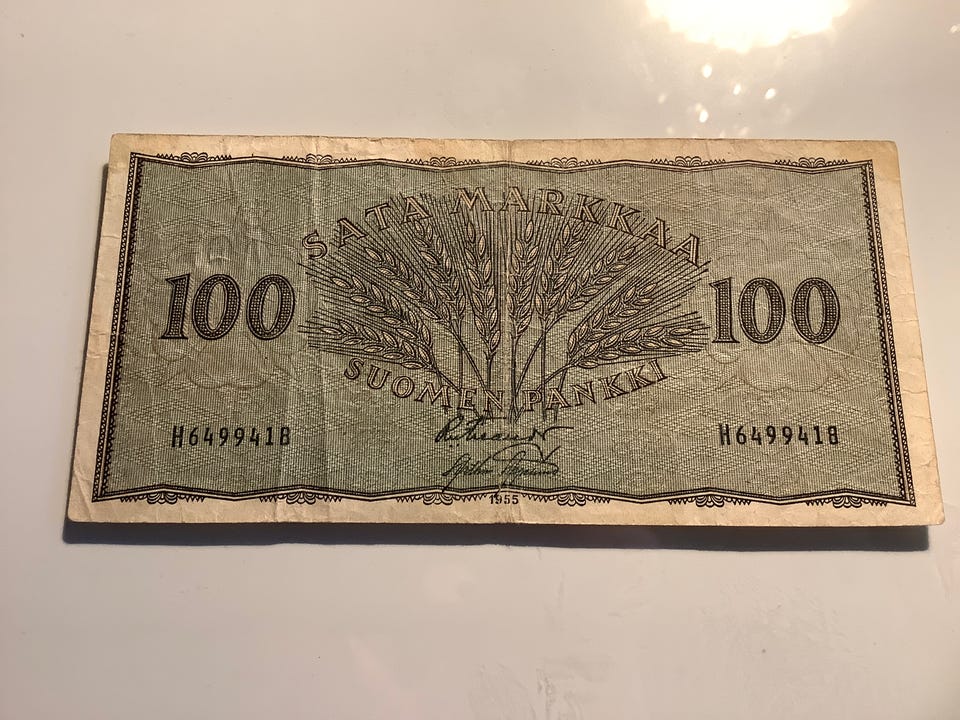 SATA MARKKAA
100 100
SUOMEN PANKKI
H6499418 H6499418
1955